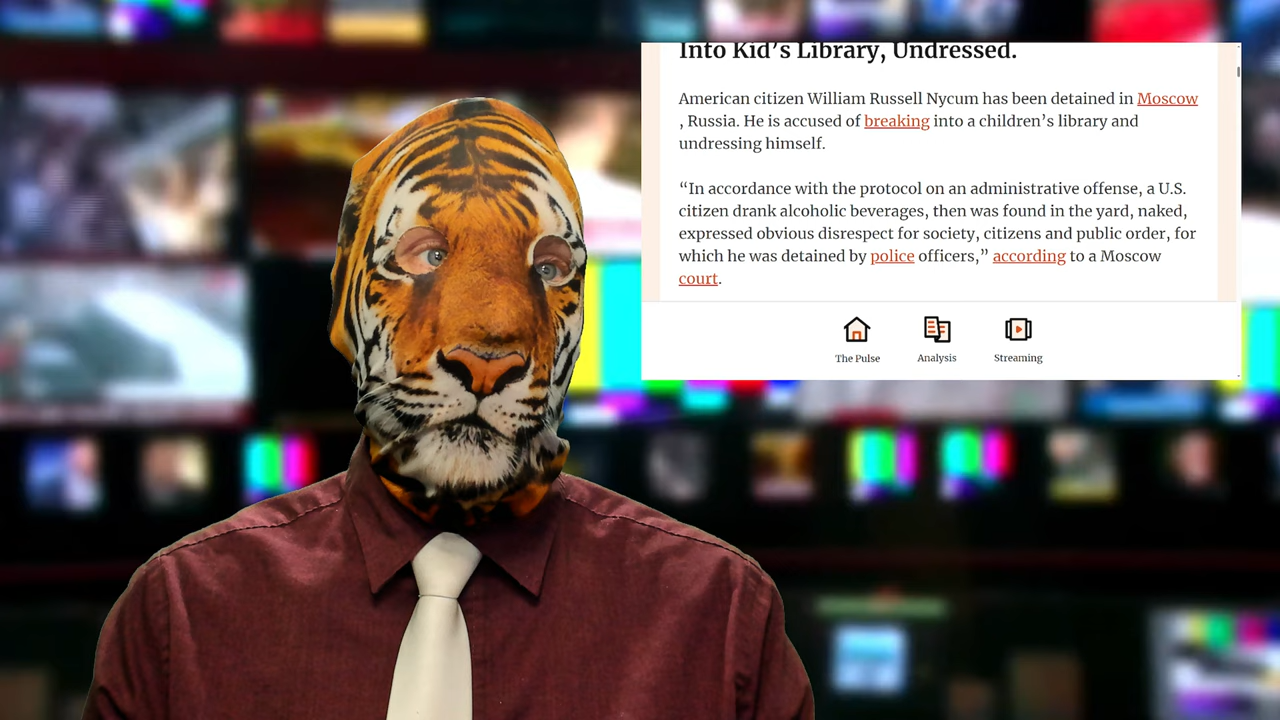 Into Kid’s Library, Undressed.
American citizen William Russell Nycum has been detained in Moscow
, Russia. He is accused of breaking into a children’s library and
undressing himself.
“In accordance with the protocol on an administrative offense, a U.S.
citizen drank alcoholic beverages, then was found in the yard, naked,
expressed obvious disrespect for society, citizens and public order, for
which he was detained by police officers,” according to a Moscow
court.
The Pulse
Analysis
Streaming